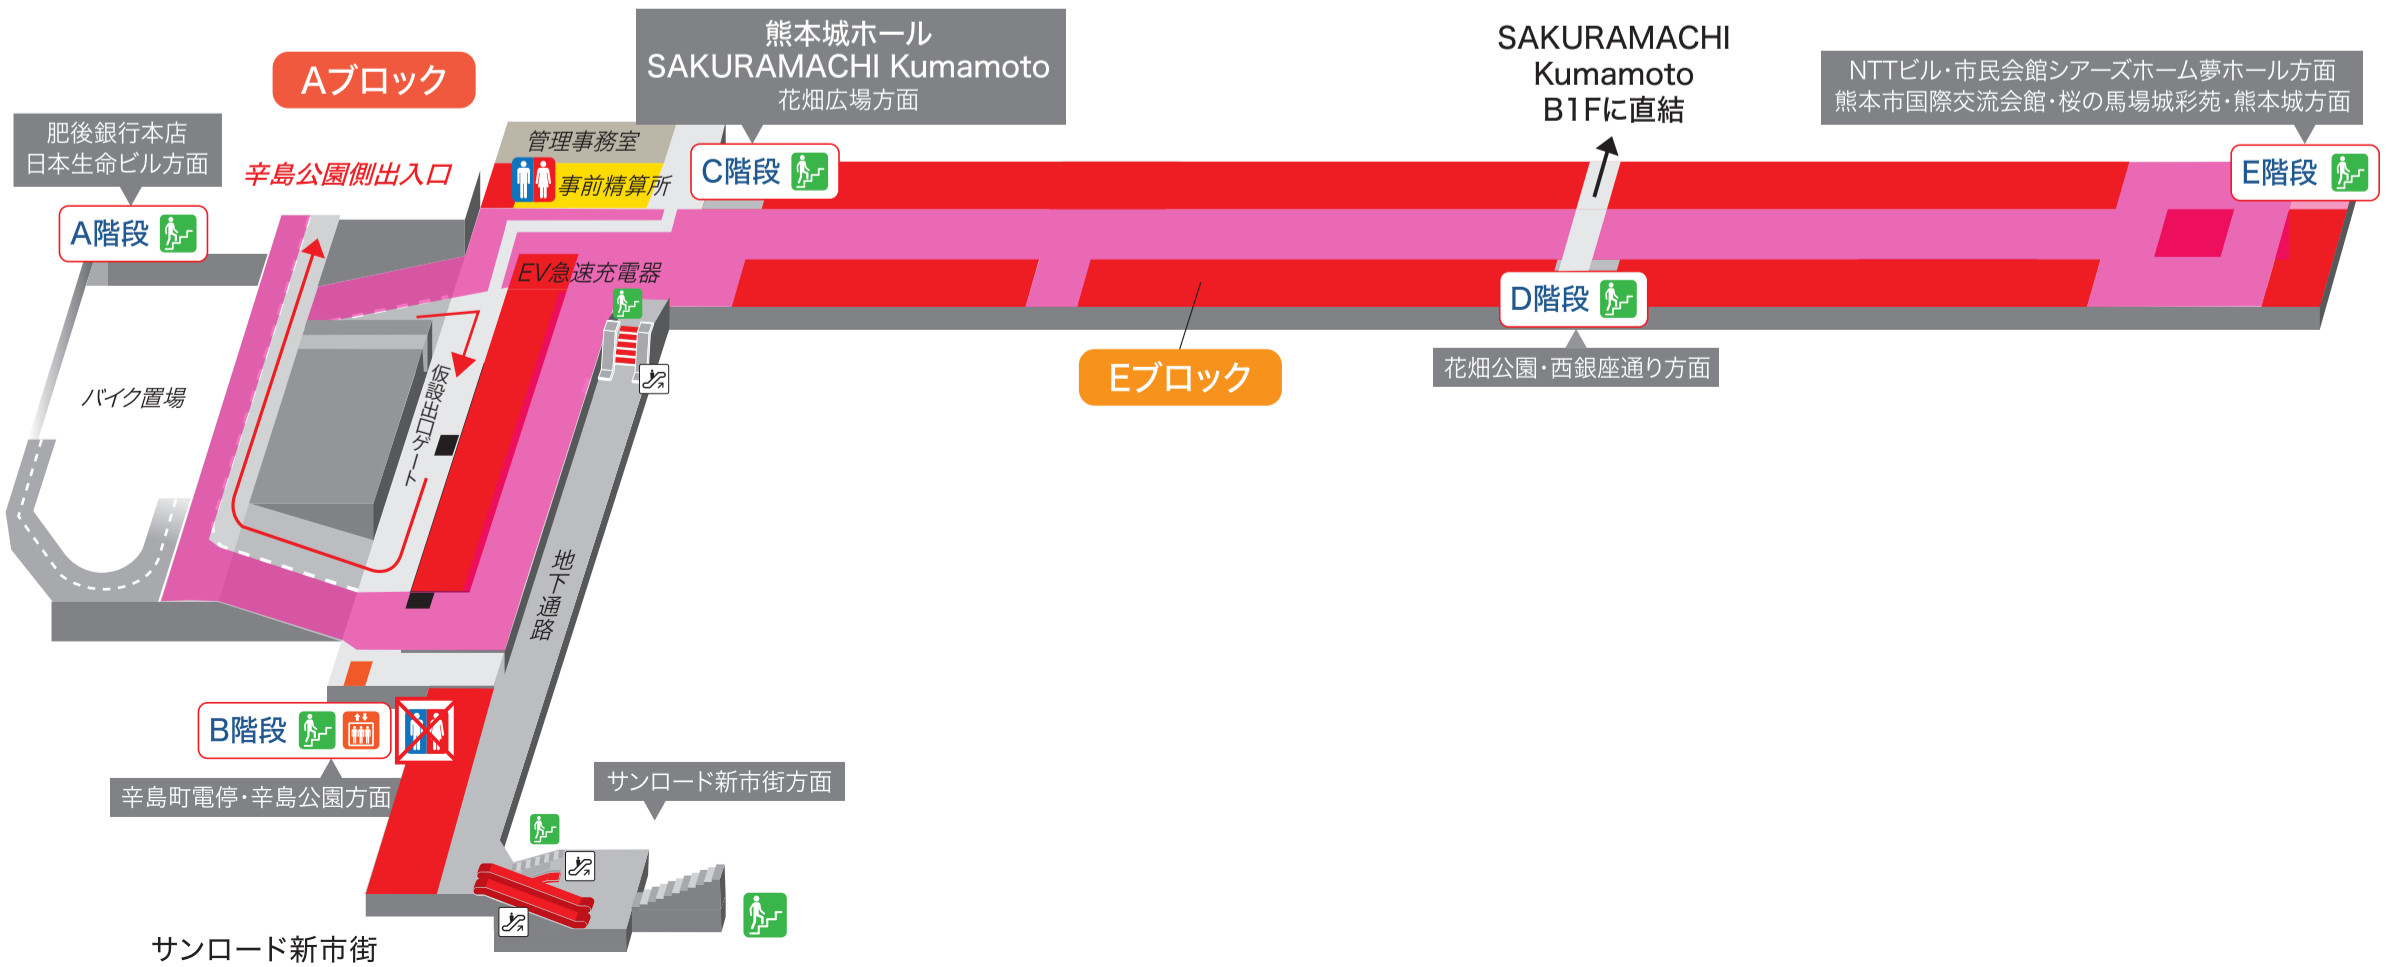 熊本城ホール
SAKURAMACHI Kumamoto
花畑広場方面
SAKURAMACHI
Kumamoto
B1Fに直結
NTTビル・市民会館シアーズホーム夢ホール方面
熊本市国際交流会館・桜の馬場城彩苑・熊本城方面
Aブロック
肥後銀行本店
日本生命ビル方面
辛島公園側出入口
管理事務室
事前精算所
C階段
E階段
A階段
EV急速充電器
D階段
花畑公園・西銀座通り方面
Eブロック
バイク置場
仮設出口ゲート
地下通路
B階段
辛島町電停・辛島公園方面
サンロード新市街方面
サンロード新市街